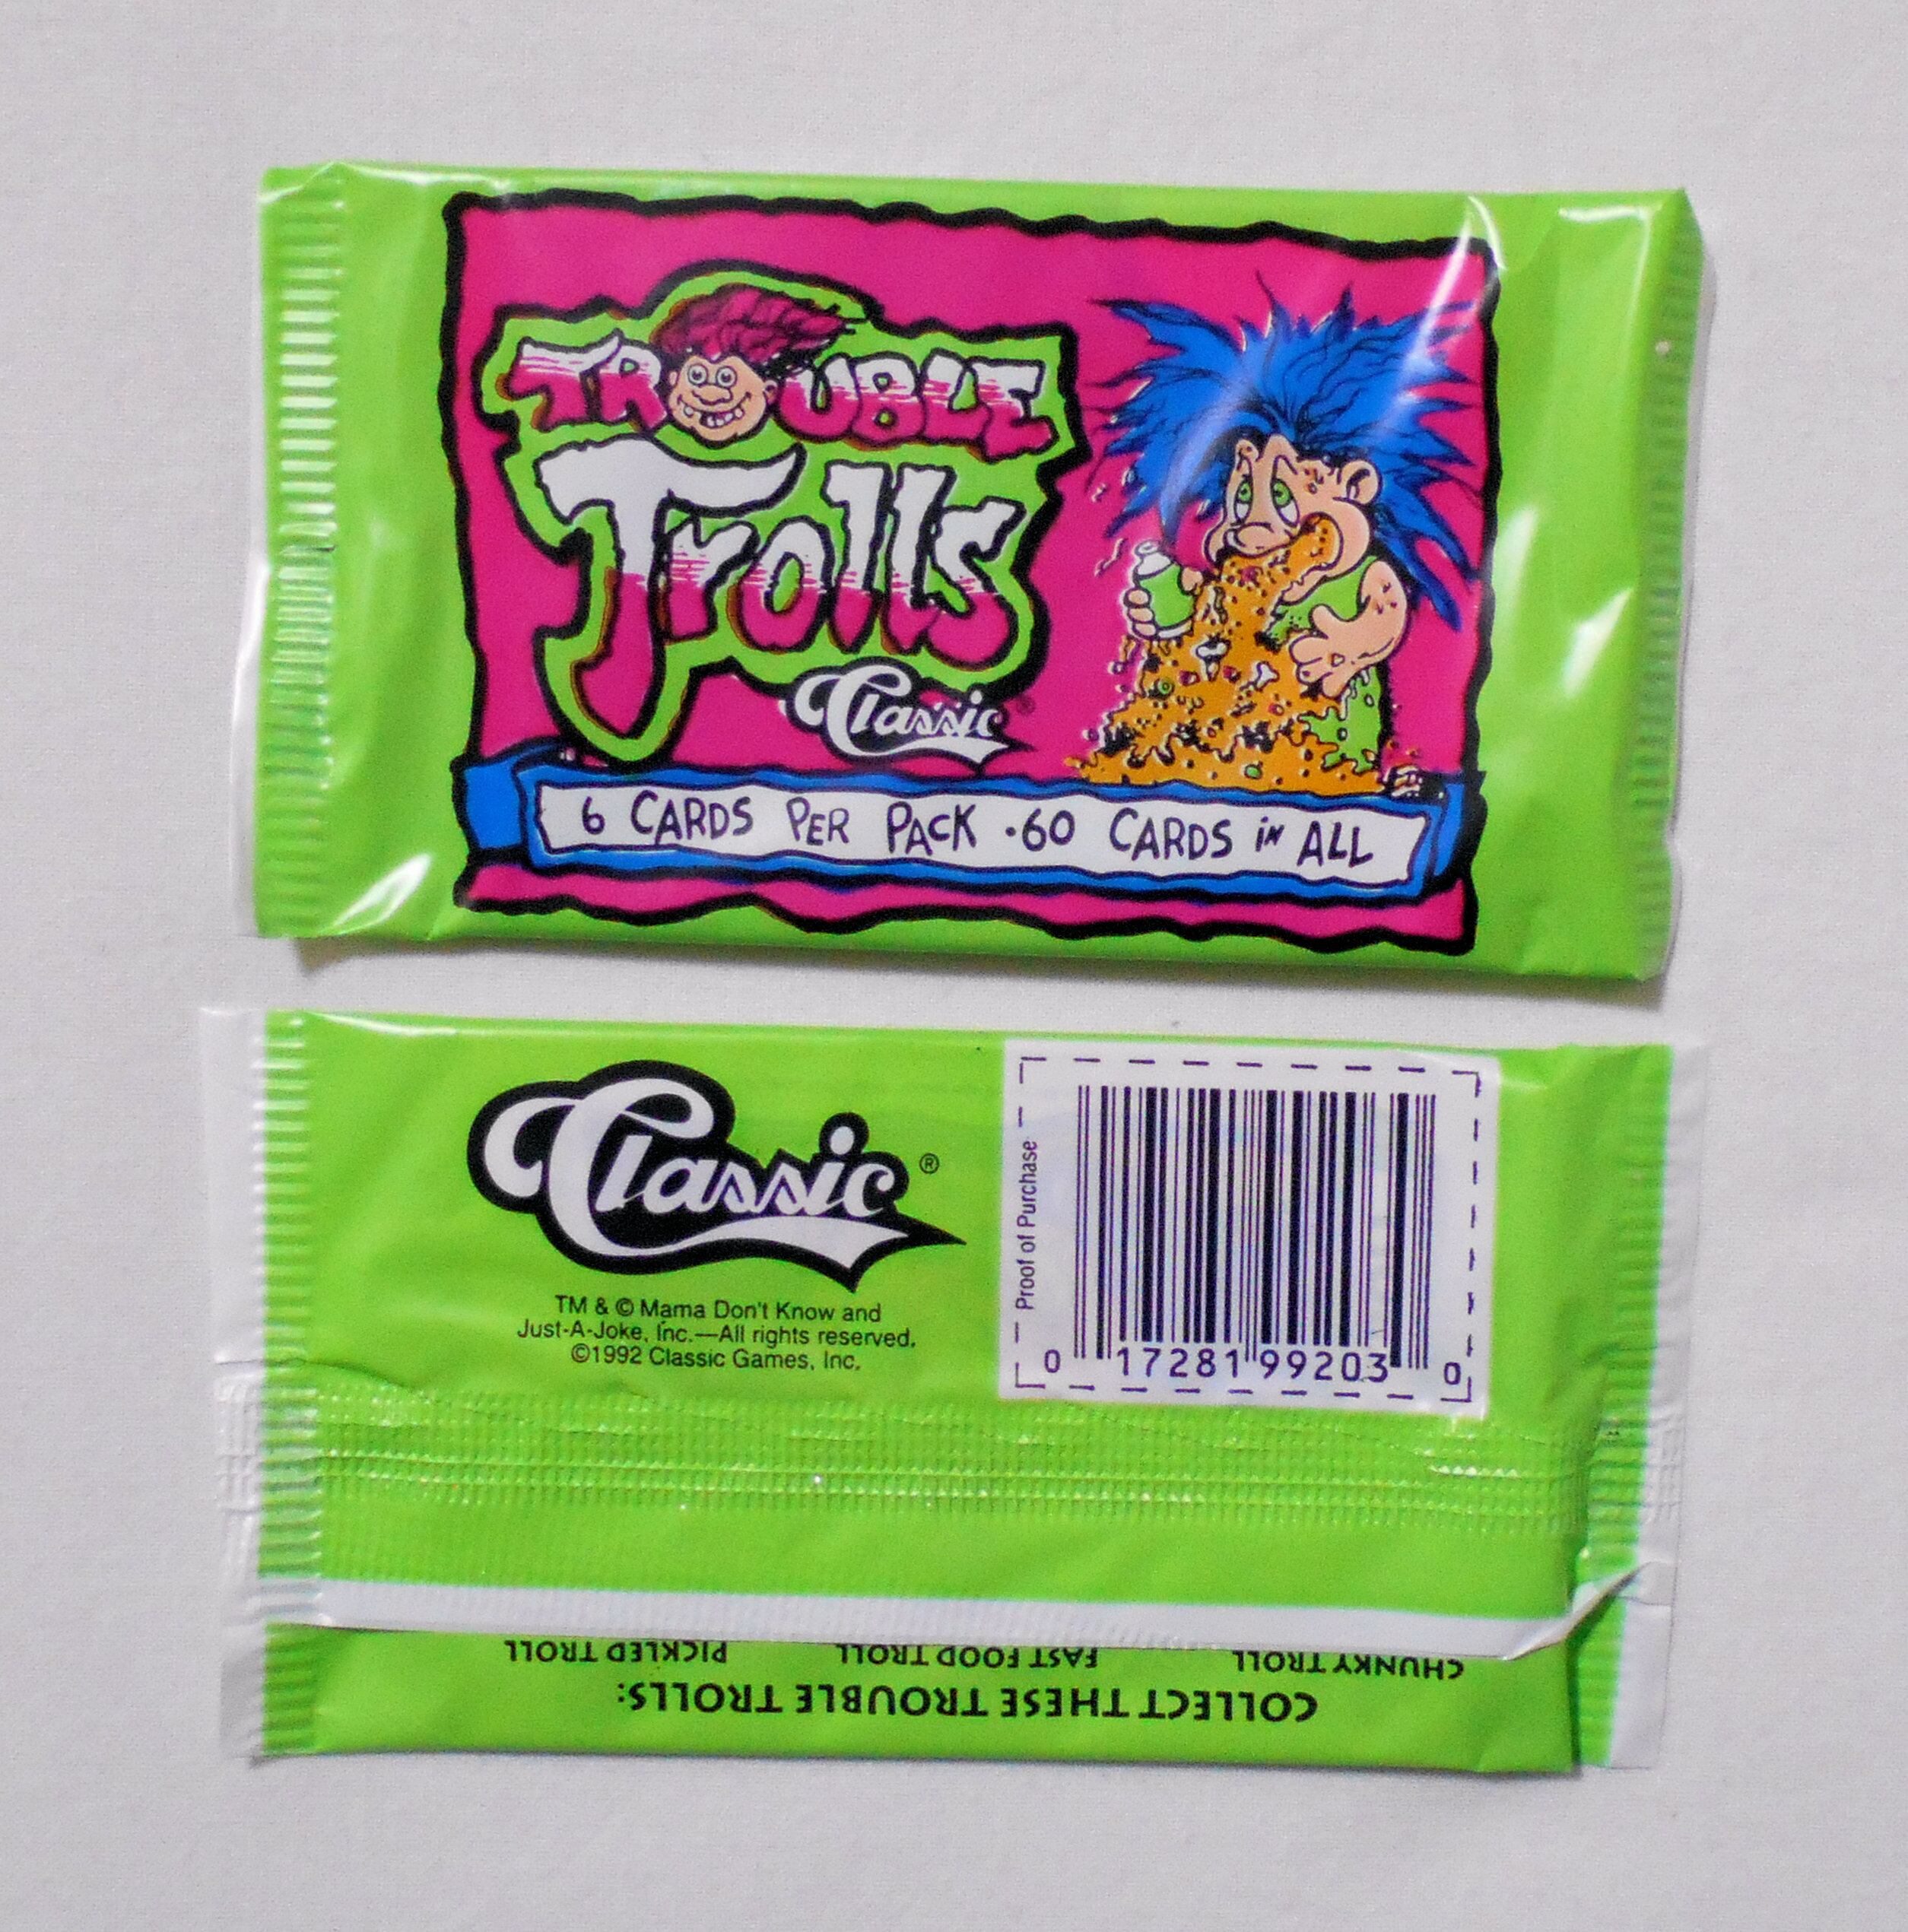 TROUBLE
Trolls
Classic®
6 CARDS PER PACK · 60 CARDS iN ALL
Classic®
TM & © Mama Don't Know and
Just-A-Joke, Inc.—All rights reserved.
©1992 Classic Games, Inc.
Proof of Purchase
0 17281 99203 0
COLLECT THESE TROUBLE TROLLS:
CHUNKY TROLL FAST FOOD TROLL PICKLED TROLL